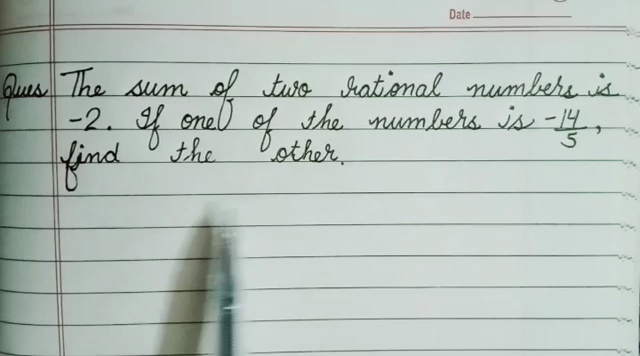 Date
Ques The sum of two rational numbers is
-2. If one of the numbers is -14/5,
find the other.